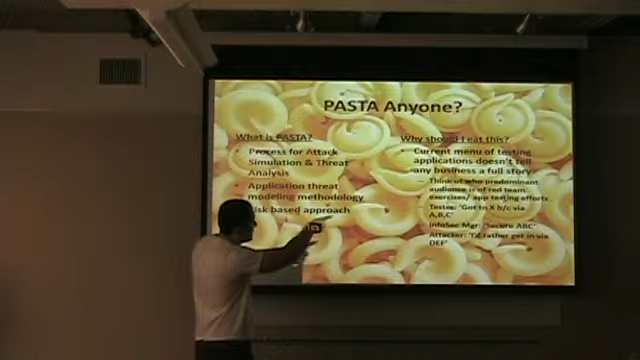 PASTA Anyone?
What is PASTA?
• Process for Attack
Simulation & Threat
Analysis
• Application threat
modeling methodology
isk based approach
Why should I eat this?
• Current menu of testing
applications doesn't tell
any business a full story
– Think of who predominant
audience is of red team
exercises/ app testing efforts
Tester: 'Got to X b/c via
A,B,C'
InfoSec Mgr: 'Secure ABC'
Attacker: 'I'd rather get in via
DEF'